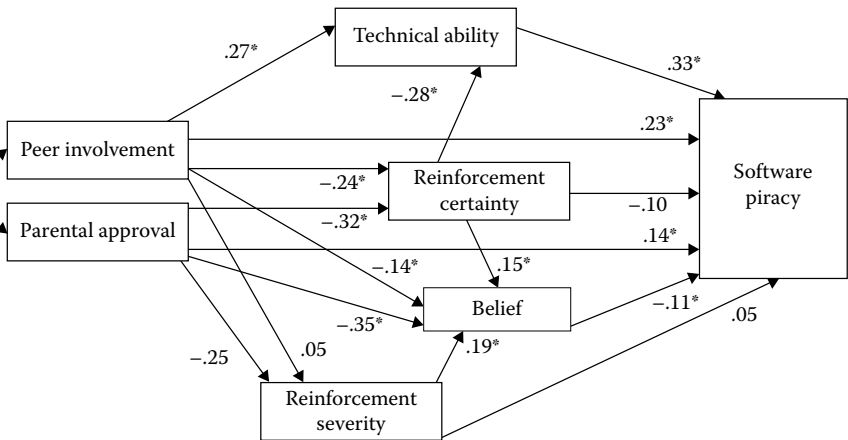 Technical ability
.27*
.33*
−.28*
Peer involvement
.23*
Software
piracy
−.24*
Reinforcement
certainty
−.10
Parental approval
−.32*
.14*
−.14*
.15*
Belief
−.11*
−.35*
.19*
.05
−.25
.05
Reinforcement
severity